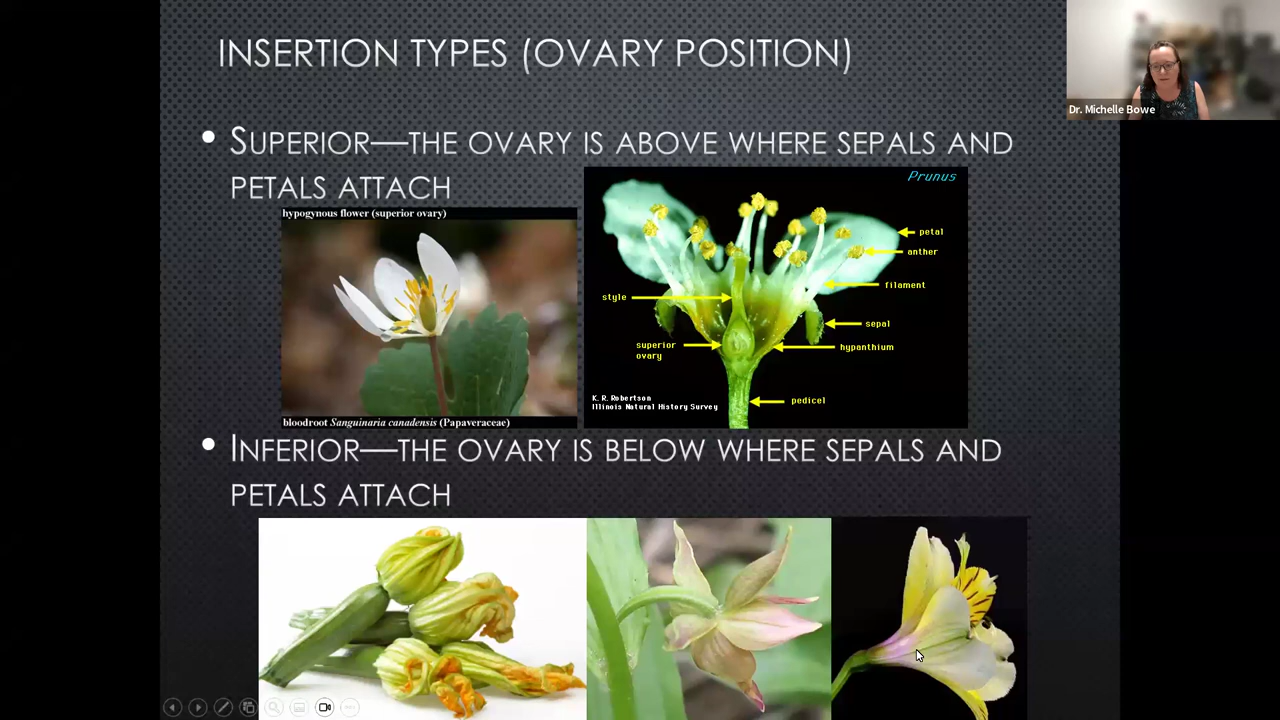 INSERTION TYPES (OVARY POSITION)
Dr. Michelle Bowe
• SUPERIOR—THE OVARY IS ABOVE WHERE SEPALS AND
PETALS ATTACH
hypogynous flower (superior ovary)
bloodroot Sanguinaria canadensis (Papaveraceae)
Prunus
petal
anther
filament
style
sepal
superior
ovary
hypanthium
pedicel
K. R. Robertson
Illinois Natural History Survey
• INFERIOR—THE OVARY IS BELOW WHERE SEPALS AND
PETALS ATTACH